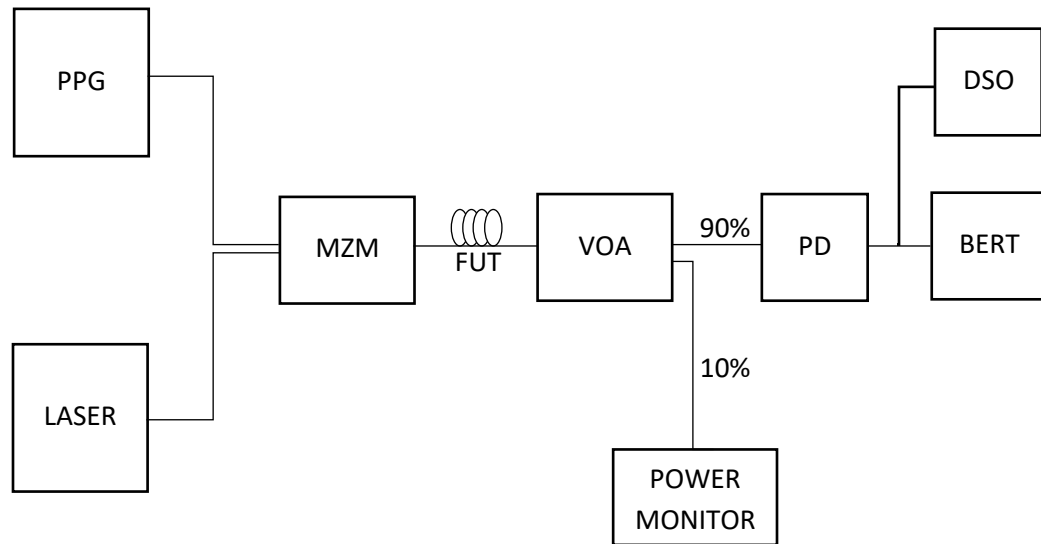 PPG
DSO
MZM
FUT
VOA
90%
PD
BERT
LASER
10%
POWER
MONITOR